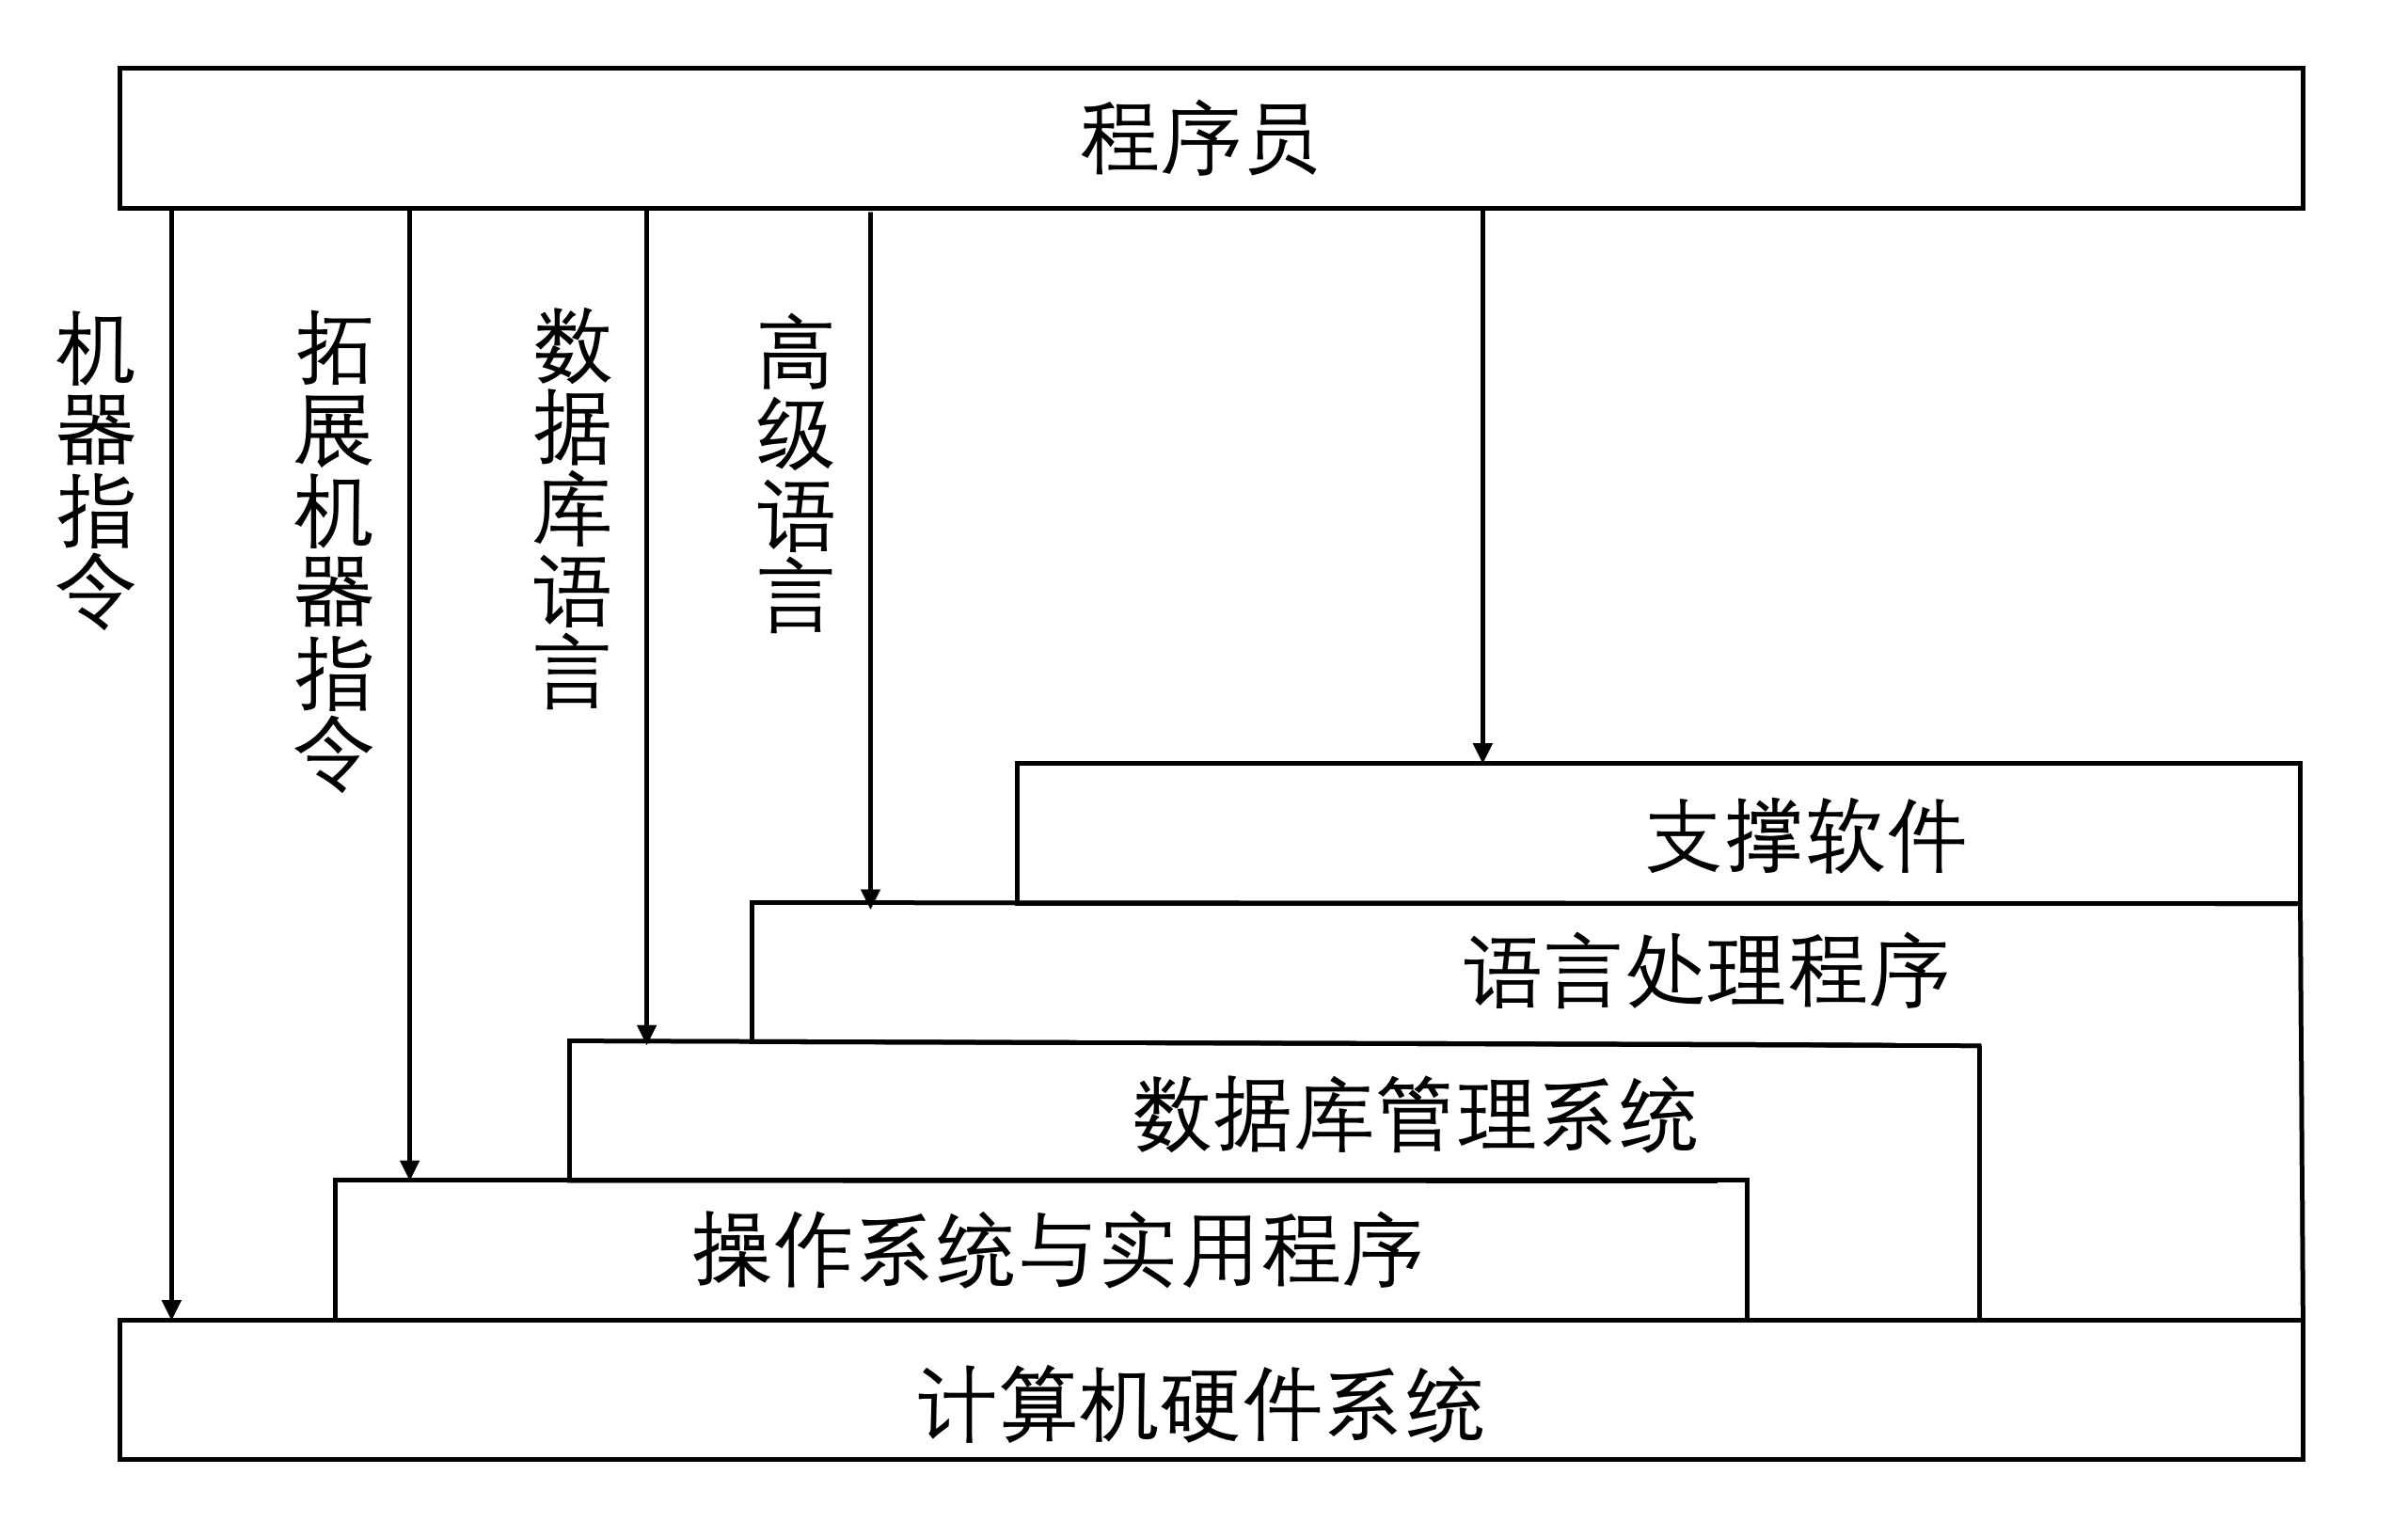 程序员
机器指令
拓展机器指令
数据库语言
高级语言
支撑软件
语言处理程序
数据库管理系统
操作系统与实用程序
计算机硬件系统